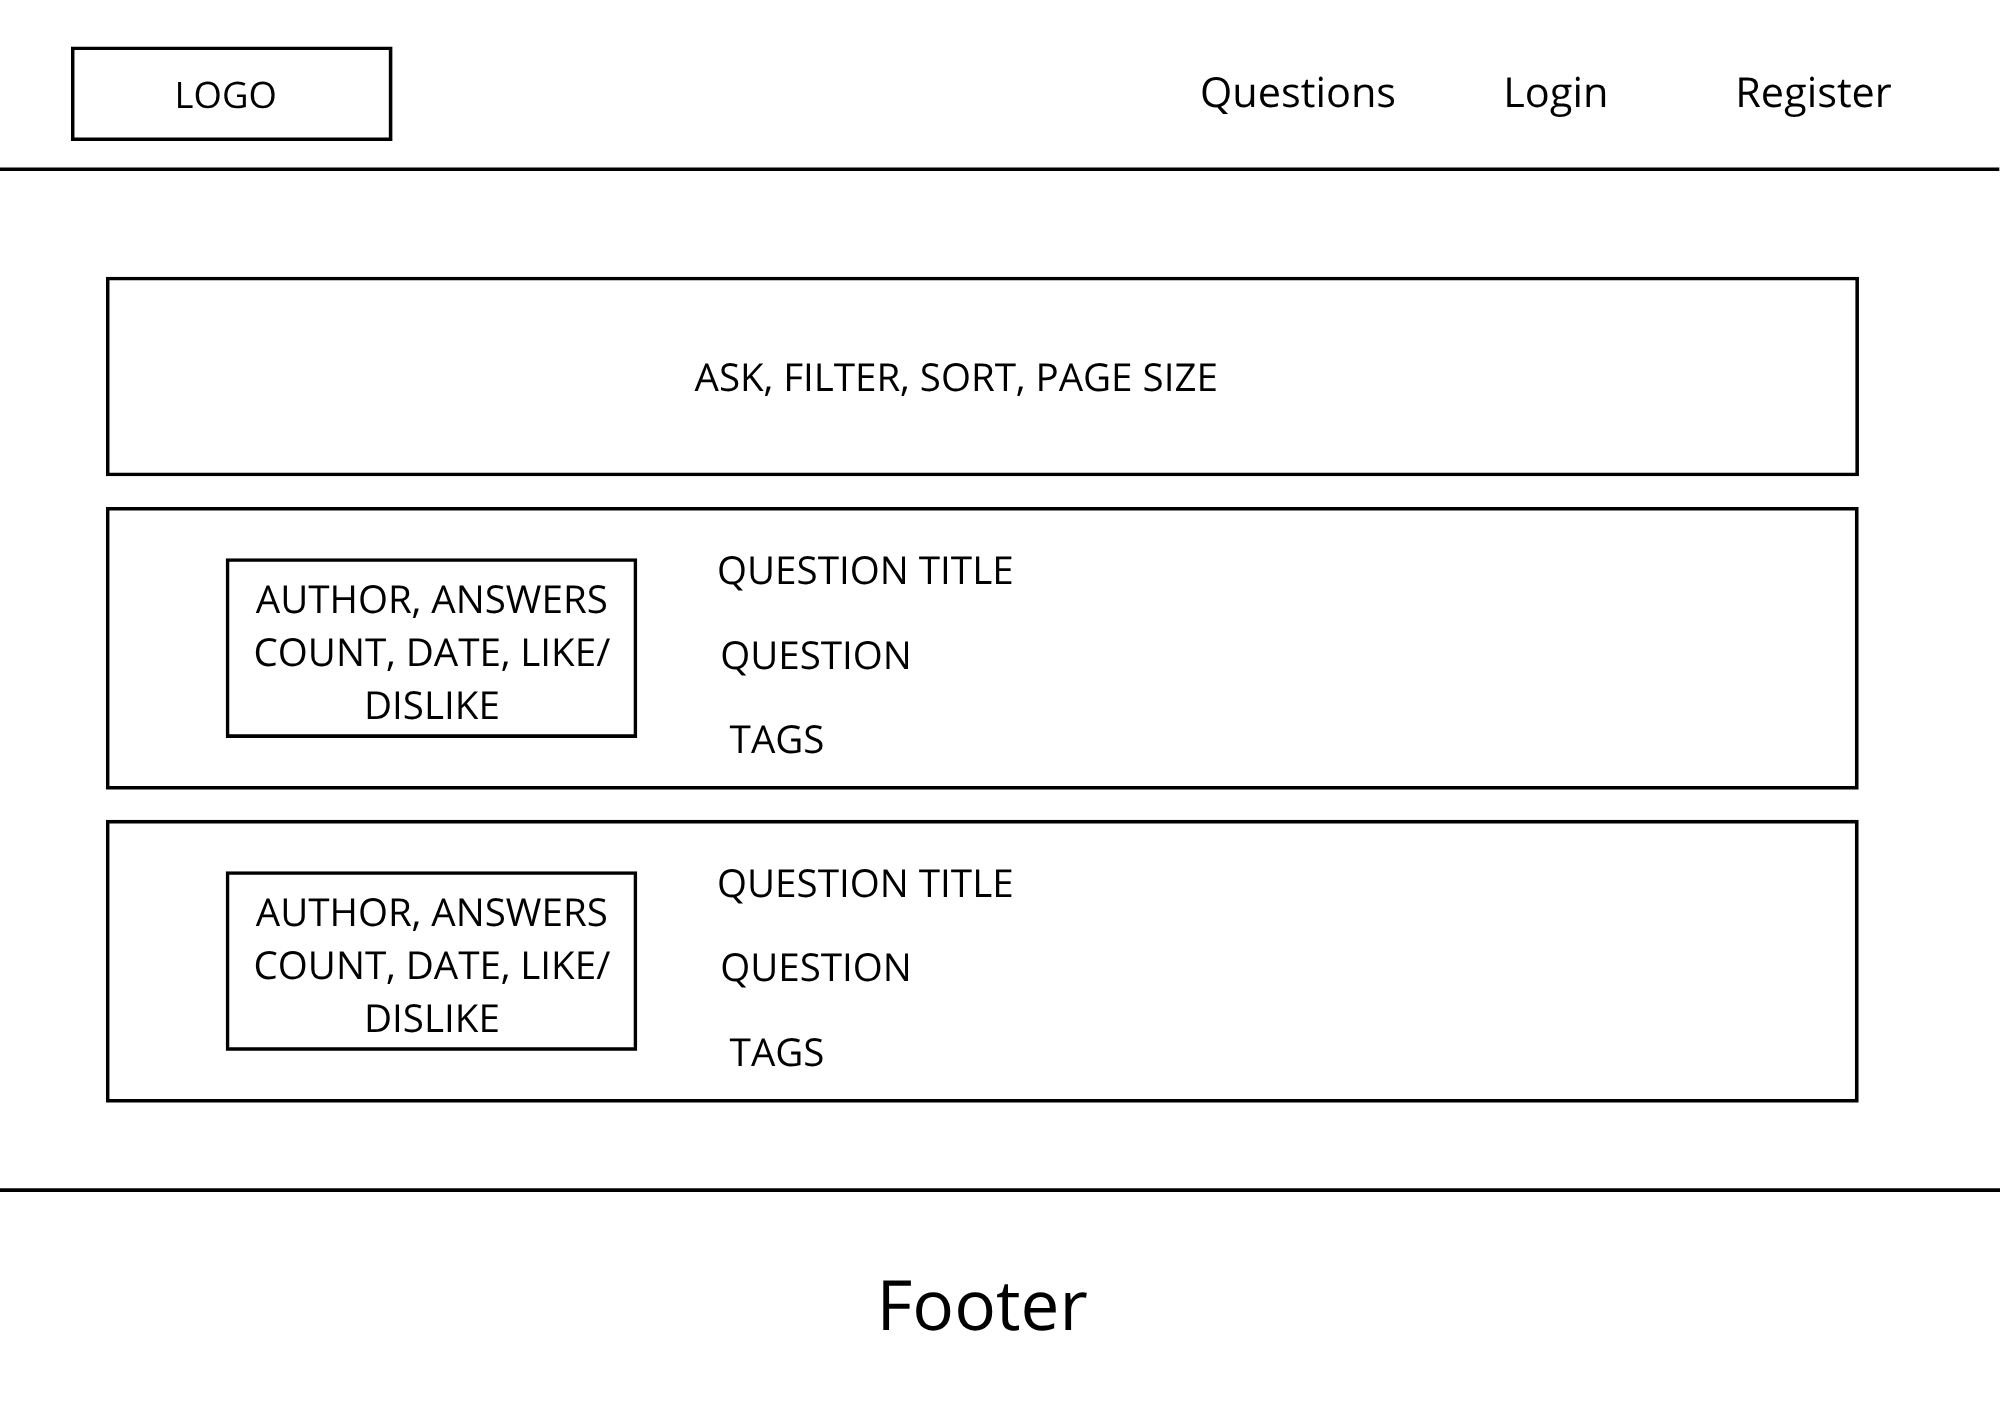 LOGO
Questions
Login
Register
ASK, FILTER, SORT, PAGE SIZE
AUTHOR, ANSWERS
COUNT, DATE, LIKE/
DISLIKE
QUESTION TITLE
QUESTION
TAGS
AUTHOR, ANSWERS
COUNT, DATE, LIKE/
DISLIKE
QUESTION TITLE
QUESTION
TAGS
Footer